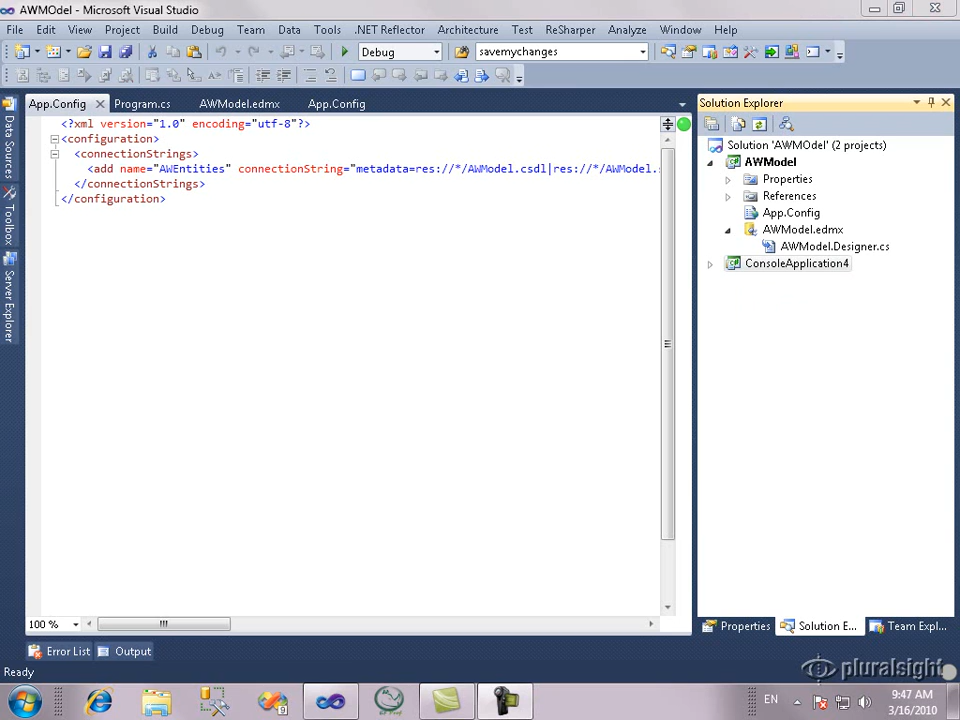 AWMOdel - Microsoft Visual Studio
File Edit View Project Build Debug Team Data Tools .NET Reflector Architecture Test ReSharper Analyze Window Help
Debug savemychanges
App.Config Program.cs AWModel.edmx App.Config
Solution Explorer
<?xml version="1.0" encoding="utf-8"?>
<configuration>
<connectionStrings>
<add name="AWEntities" connectionString="metadata=res://*/AWModel.csdl|res://*/AWModel.s
</connectionStrings>
</configuration>
Solution 'AWMOdel' (2 projects)
AWModel
Properties
References
App.Config
AWModel.edmx
AWModel.Designer.cs
ConsoleApplication4
Data Sources
Toolbox
Server Explorer
100 %
Properties Solution E... Team Expl...
Error List Output
Ready
pluralsight
EN
9:47 AM
3/16/2010